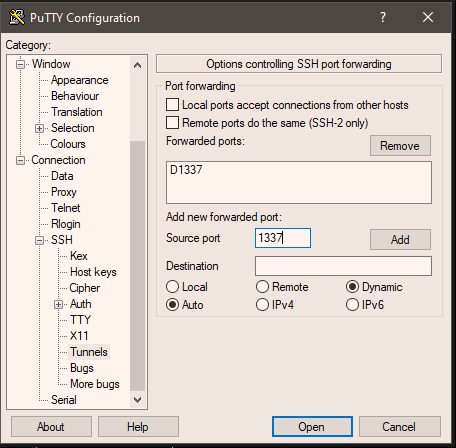 PuTTY Configuration
Category:
Window
Appearance
Behaviour
Translation
Selection
Colours
Connection
Data
Proxy
Telnet
Rlogin
SSH
Kex
Host keys
Cipher
Auth
TTY
X11
Tunnels
Bugs
More bugs
Serial
Options controlling SSH port forwarding
Port forwarding
Local ports accept connections from other hosts
Remote ports do the same (SSH-2 only)
Forwarded ports:
Remove
D1337
Add new forwarded port:
Source port 1337 Add
Destination
Local Remote Dynamic
Auto IPv4 IPv6
About Help Open Cancel